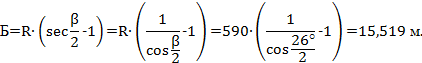 Б=R·(sec β/2 -1)=R·(1/cos β/2 -1)=590·(1/cos 26°/2 -1)=15,519 м.